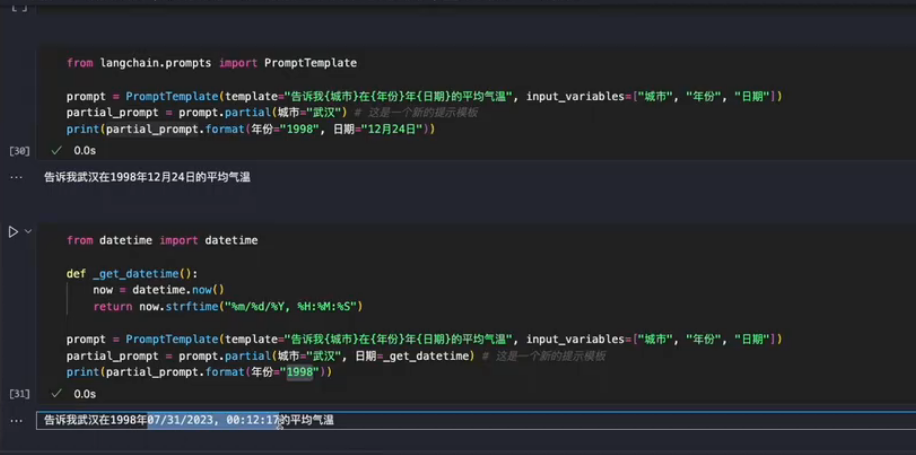 from langchain.prompts import PromptTemplate
prompt = PromptTemplate(template="告诉我{城市}在{年份}年{日期}的平均气温", input_variables=["城市", "年份", "日期"])
partial_prompt = prompt.partial(城市="武汉") # 这是一个新的提示模板
print(partial_prompt.format(年份="1998", 日期="12月24日"))
[30]
0.0s
告诉我武汉在1998年12月24日的平均气温
from datetime import datetime
def _get_datetime():
now = datetime.now()
return now.strftime("%m/%d/%Y, %H:%M:%S")
prompt = PromptTemplate(template="告诉我{城市}在{年份}年{日期}的平均气温", input_variables=["城市", "年份", "日期"])
partial_prompt = prompt.partial(城市="武汉", 日期=_get_datetime) # 这是一个新的提示模板
print(partial_prompt.format(年份="1998"))
[31]
0.0s
告诉我武汉在1998年07/31/2023, 00:12:17的平均气温